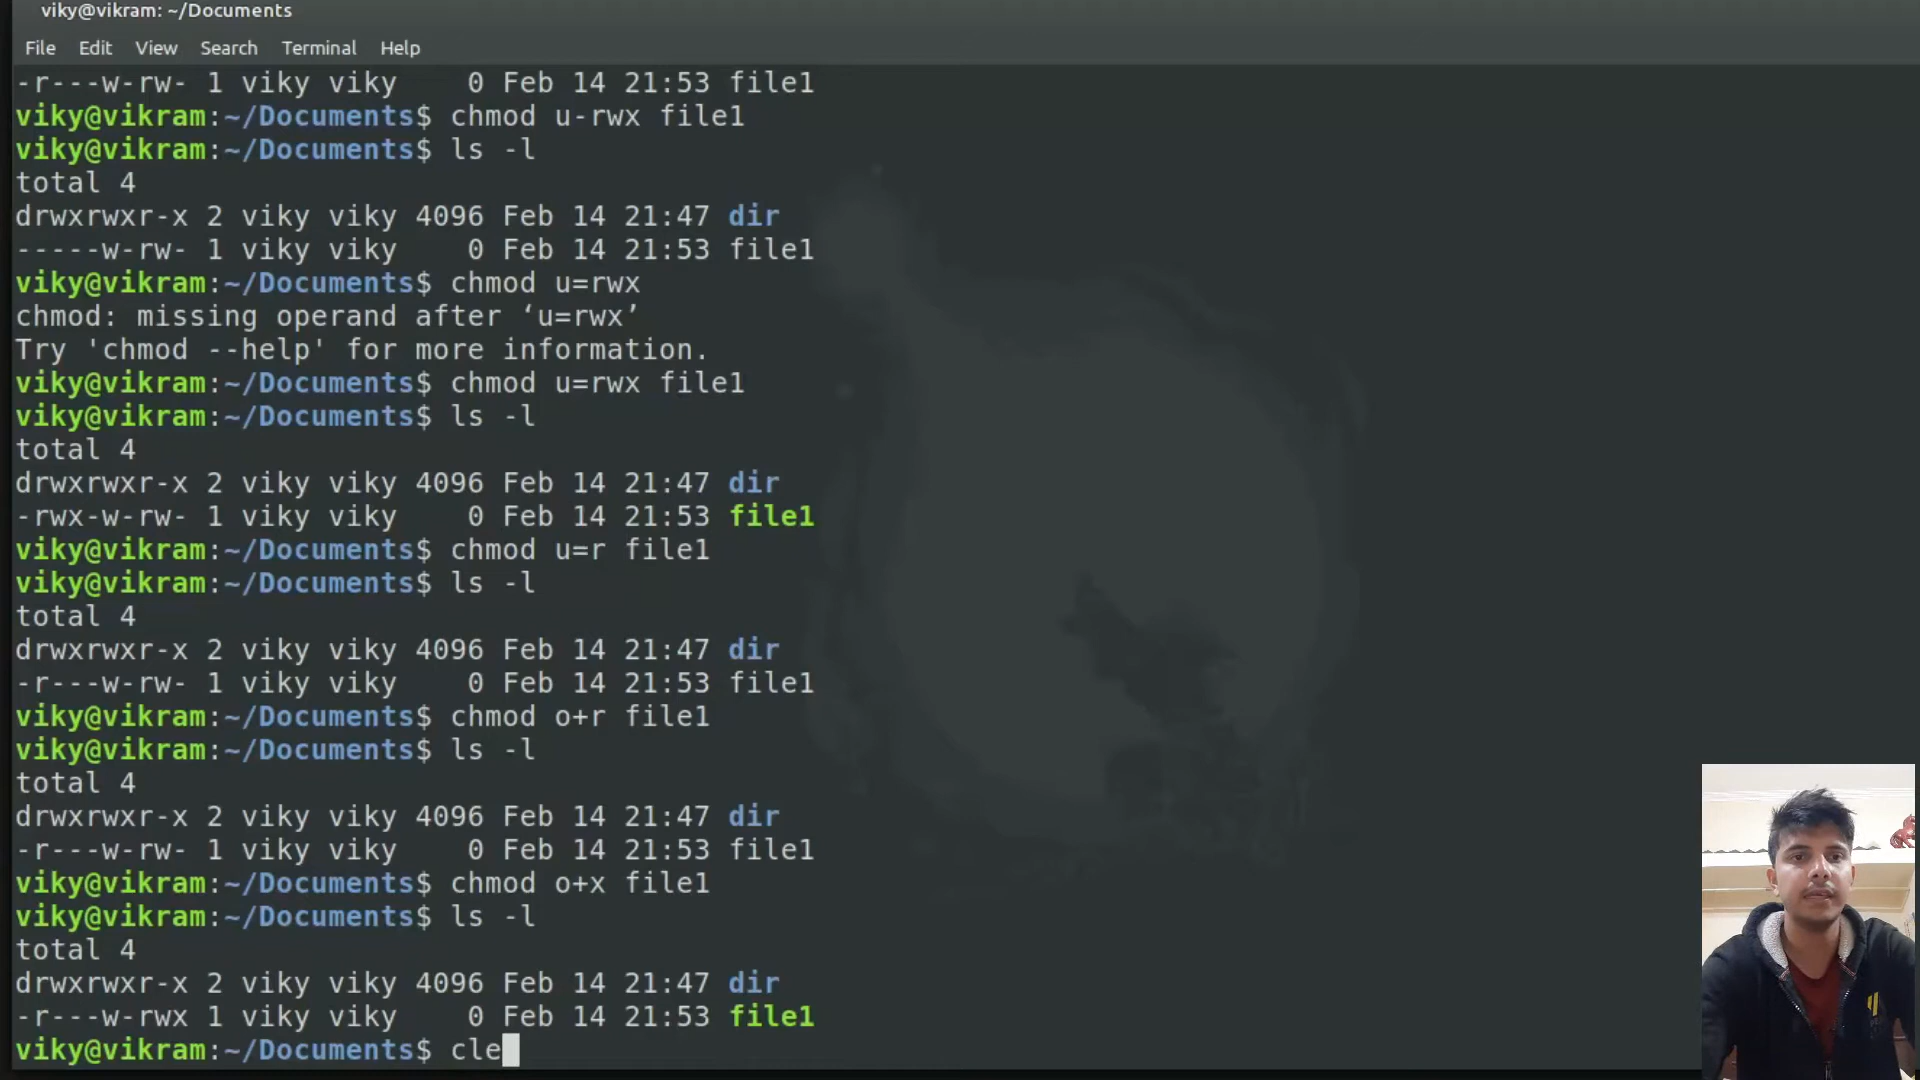 viky@vikram: ~/Documents
File Edit View Search Terminal Help
-r---w-rw- 1 viky viky    0 Feb 14 21:53 file1
viky@vikram:~/Documents$ chmod u-rwx file1
viky@vikram:~/Documents$ ls -l
total 4
drwxrwxr-x 2 viky viky 4096 Feb 14 21:47 dir
-----w-rw- 1 viky viky    0 Feb 14 21:53 file1
viky@vikram:~/Documents$ chmod u=rwx
chmod: missing operand after ‘u=rwx’
Try 'chmod --help' for more information.
viky@vikram:~/Documents$ chmod u=rwx file1
viky@vikram:~/Documents$ ls -l
total 4
drwxrwxr-x 2 viky viky 4096 Feb 14 21:47 dir
-rwx-w-rw- 1 viky viky    0 Feb 14 21:53 file1
viky@vikram:~/Documents$ chmod u=r file1
viky@vikram:~/Documents$ ls -l
total 4
drwxrwxr-x 2 viky viky 4096 Feb 14 21:47 dir
-r---w-rw- 1 viky viky    0 Feb 14 21:53 file1
viky@vikram:~/Documents$ chmod o+r file1
viky@vikram:~/Documents$ ls -l
total 4
drwxrwxr-x 2 viky viky 4096 Feb 14 21:47 dir
-r---w-rw- 1 viky viky    0 Feb 14 21:53 file1
viky@vikram:~/Documents$ chmod o+x file1
viky@vikram:~/Documents$ ls -l
total 4
drwxrwxr-x 2 viky viky 4096 Feb 14 21:47 dir
-r---w-rwx 1 viky viky    0 Feb 14 21:53 file1
viky@vikram:~/Documents$ cle